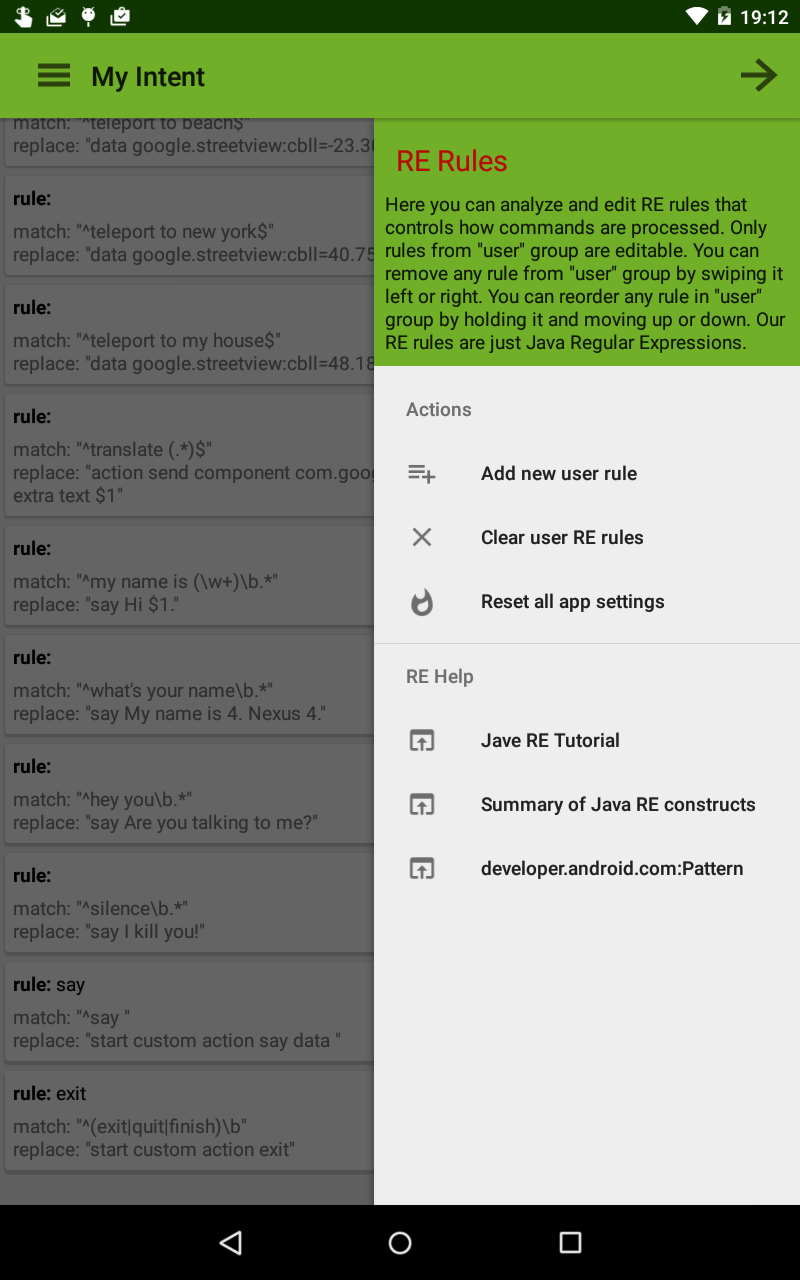 19:12
My Intent
match: "^teleport to beach$"
replace: "data google.streetview:cbll=-23.30
rule:
match: "^teleport to new york$"
replace: "data google.streetview:cbll=40.75
rule:
match: "^teleport to my house$"
replace: "data google.streetview:cbll=48.18
rule:
match: "^translate (.*)$"
replace: "action send component com.goog
extra text $1"
rule:
match: "^my name is (\w+)\b.*"
replace: "say Hi $1."
rule:
match: "^what's your name\b.*"
replace: "say My name is 4. Nexus 4."
rule:
match: "^hey you\b.*"
replace: "say Are you talking to me?"
rule:
match: "^silence\b.*"
replace: "say I kill you!"
rule: say
match: "^say "
replace: "start custom action say data "
rule: exit
match: "^(exit|quit|finish)\b"
replace: "start custom action exit"
RE Rules
Here you can analyze and edit RE rules that
controls how commands are processed. Only
rules from "user" group are editable. You can
remove any rule from "user" group by swiping it
left or right. You can reorder any rule in "user"
group by holding it and moving up or down. Our
RE rules are just Java Regular Expressions.
Actions
Add new user rule
Clear user RE rules
Reset all app settings
RE Help
Jave RE Tutorial
Summary of Java RE constructs
developer.android.com:Pattern